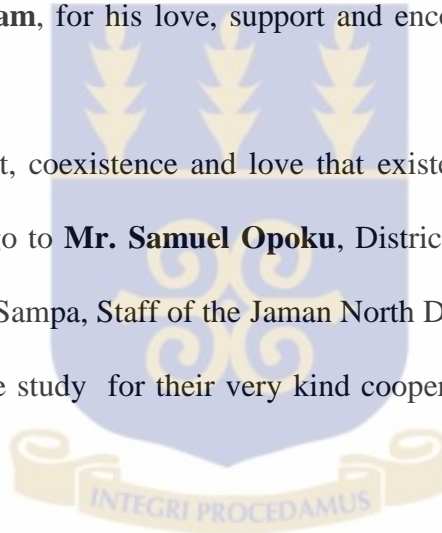 am, for his love, support and enco
t, coexistence and love that existe
go to Mr. Samuel Opoku, Distric
Sampa, Staff of the Jaman North D
e study for their very kind cooper
INTEGRI PROCEDAMUS